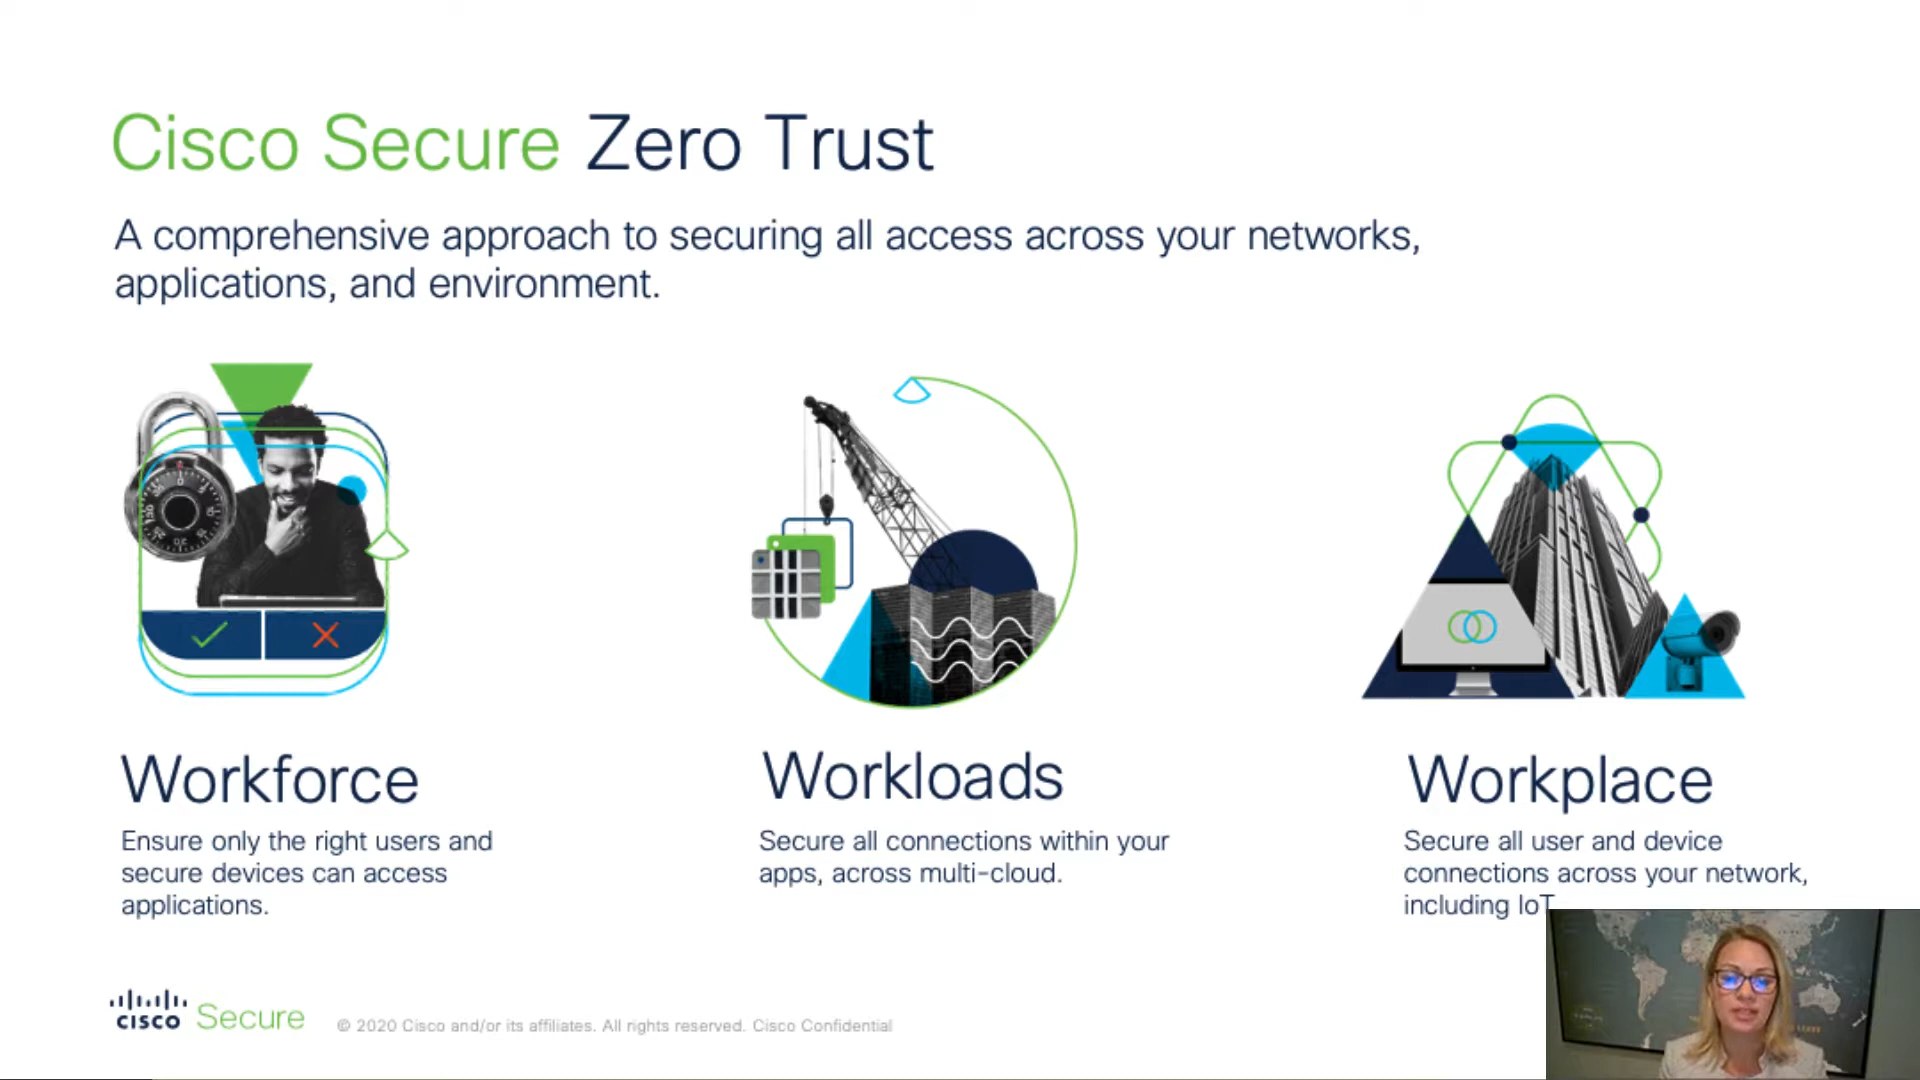 Cisco Secure Zero Trust
A comprehensive approach to securing all access across your networks,
applications, and environment.
Workforce
Ensure only the right users and
secure devices can access
applications.
Workloads
Secure all connections within your
apps, across multi-cloud.
Workplace
Secure all user and device
connections across your network,
including IoT
CISCO Secure
© 2020 Cisco and/or its affiliates. All rights reserved. Cisco Confidential